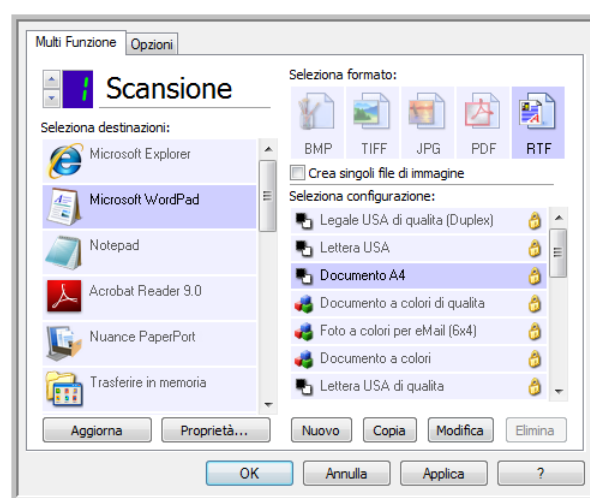 Multi Funzione
Opzioni
1
Scansione
Seleziona destinazioni:
Microsoft Explorer
Microsoft WordPad
Notepad
Acrobat Reader 9.0
Nuance PaperPort
Trasferire in memoria
Aggiorna
Proprietà...
Seleziona formato:
BMP
TIFF
JPG
PDF
RTF
Crea singoli file di immagine
Seleziona configurazione:
Legale USA di qualita (Duplex)
Lettera USA
Documento A4
Documento a colori di qualita
Foto a colori per eMail (6x4)
Documento a colori
Lettera USA di qualita
Nuovo
Copia
Modifica
Elimina
OK
Annulla
Applica
?